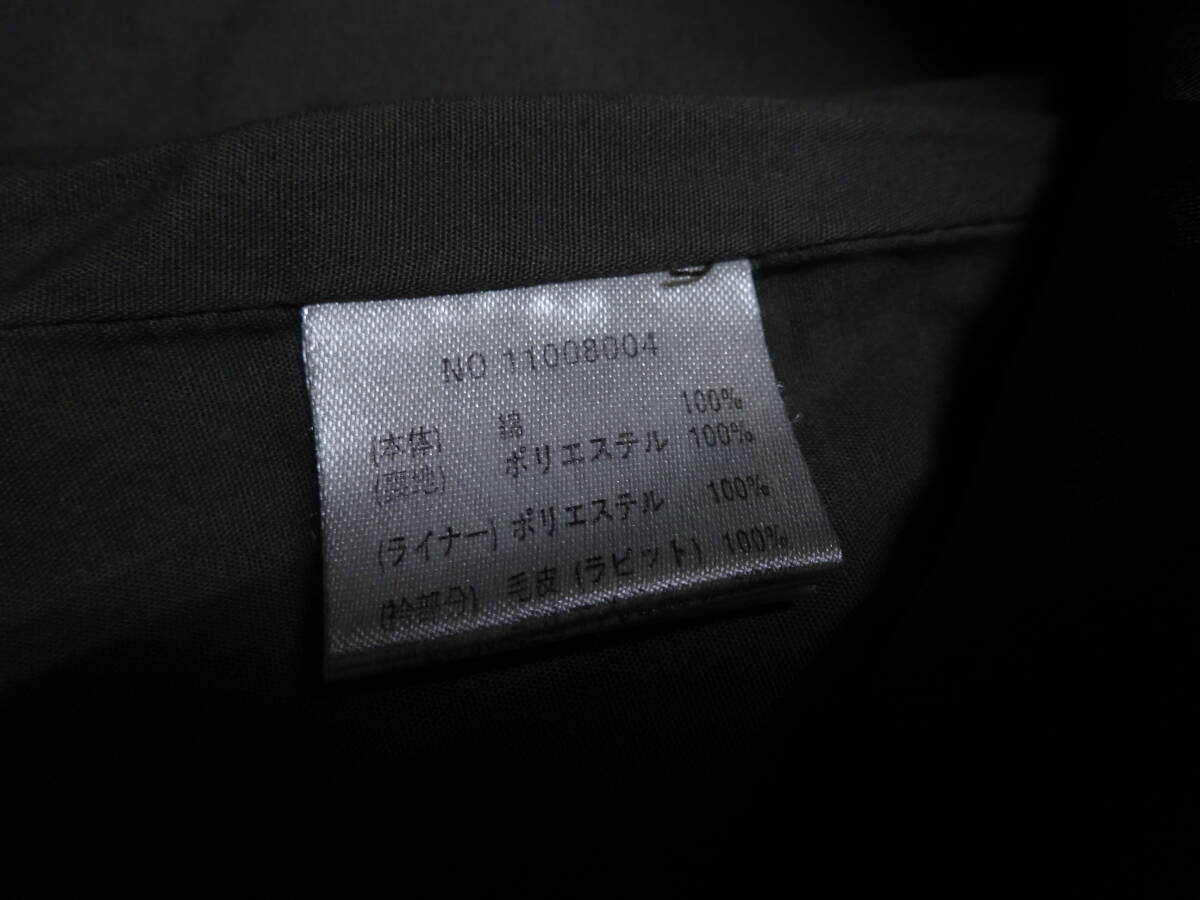 NO 11008004
(本体) 綿 100%
(裏地) ポリエステル 100%
(ライナー) ポリエステル 100%
(衿部分) 毛皮 (ラビット) 100%